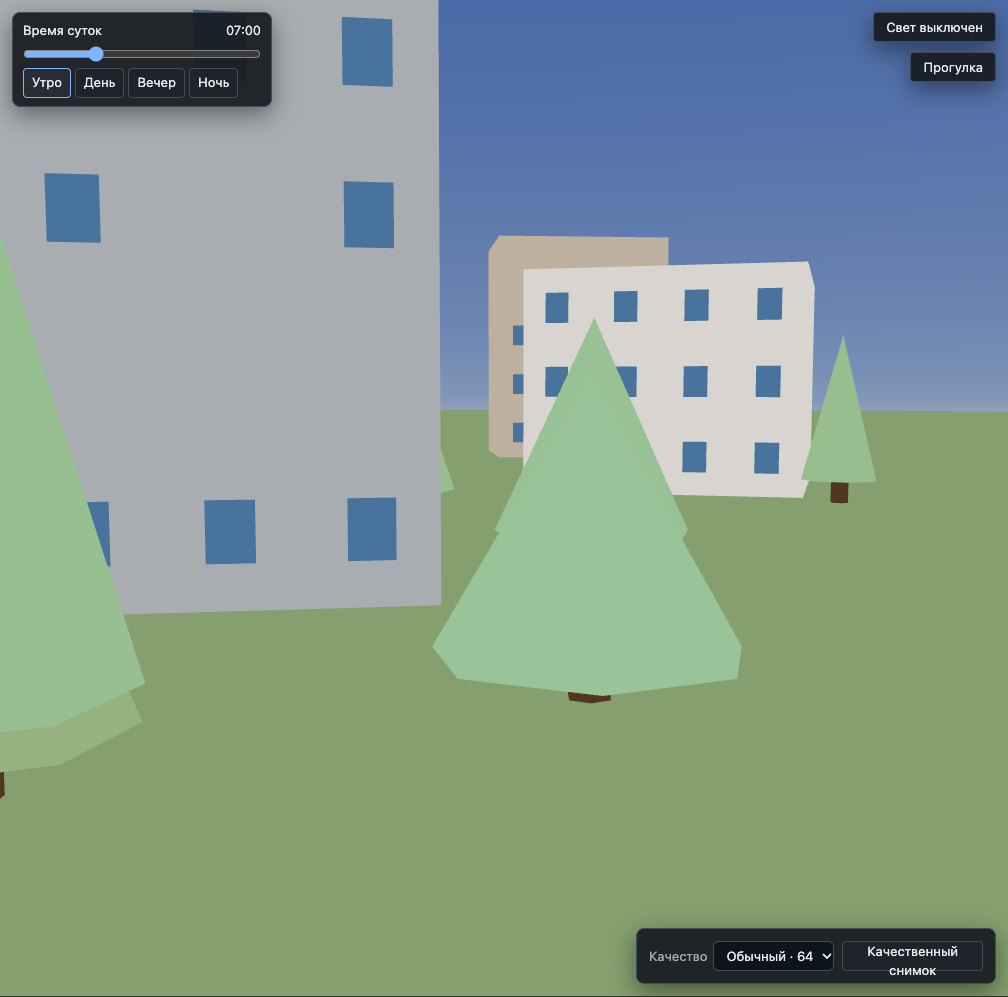 Время суток 07:00
Утро День Вечер Ночь
Свет выключен
Прогулка
Качество Обычный · 64 Качественный
снимок